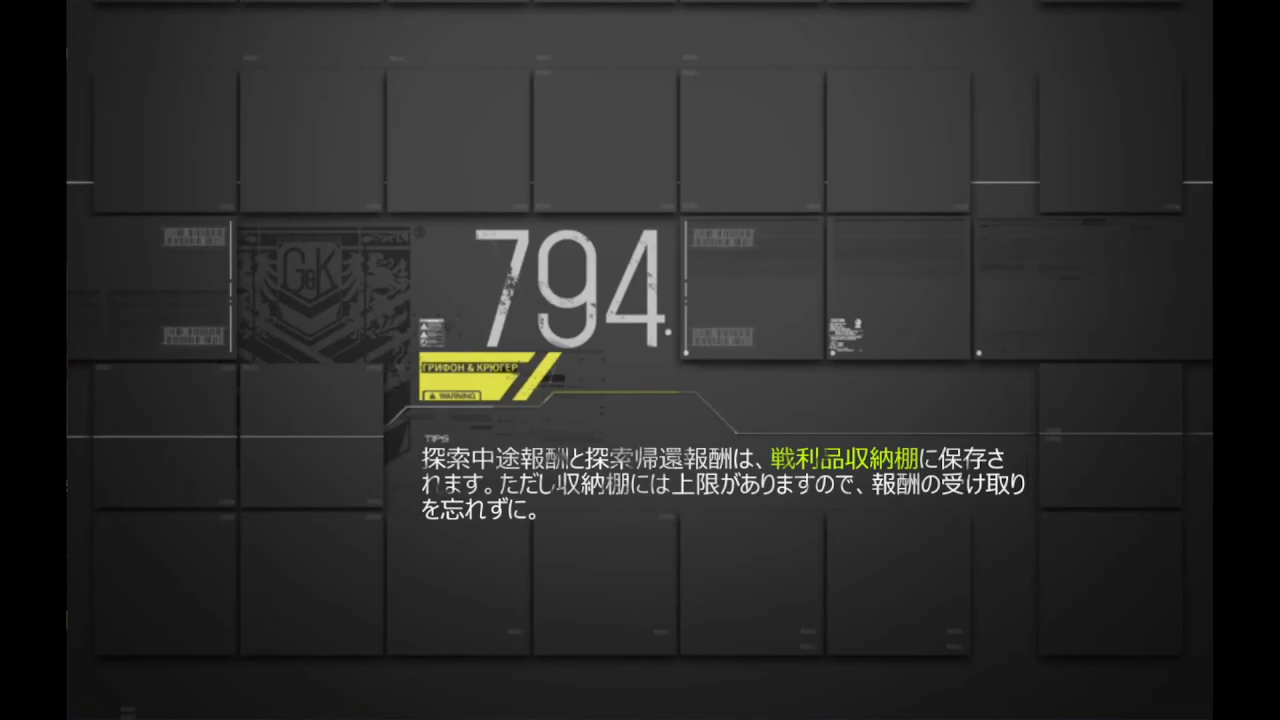 G&K
794.
ГРИФОН & КРЮГЕР
WARNING
TIPS
探索中途報酬と探索帰還報酬は、戦利品収納棚に保存さ
れます。ただし収納棚には上限がありますので、報酬の受け取り
を忘れずに。